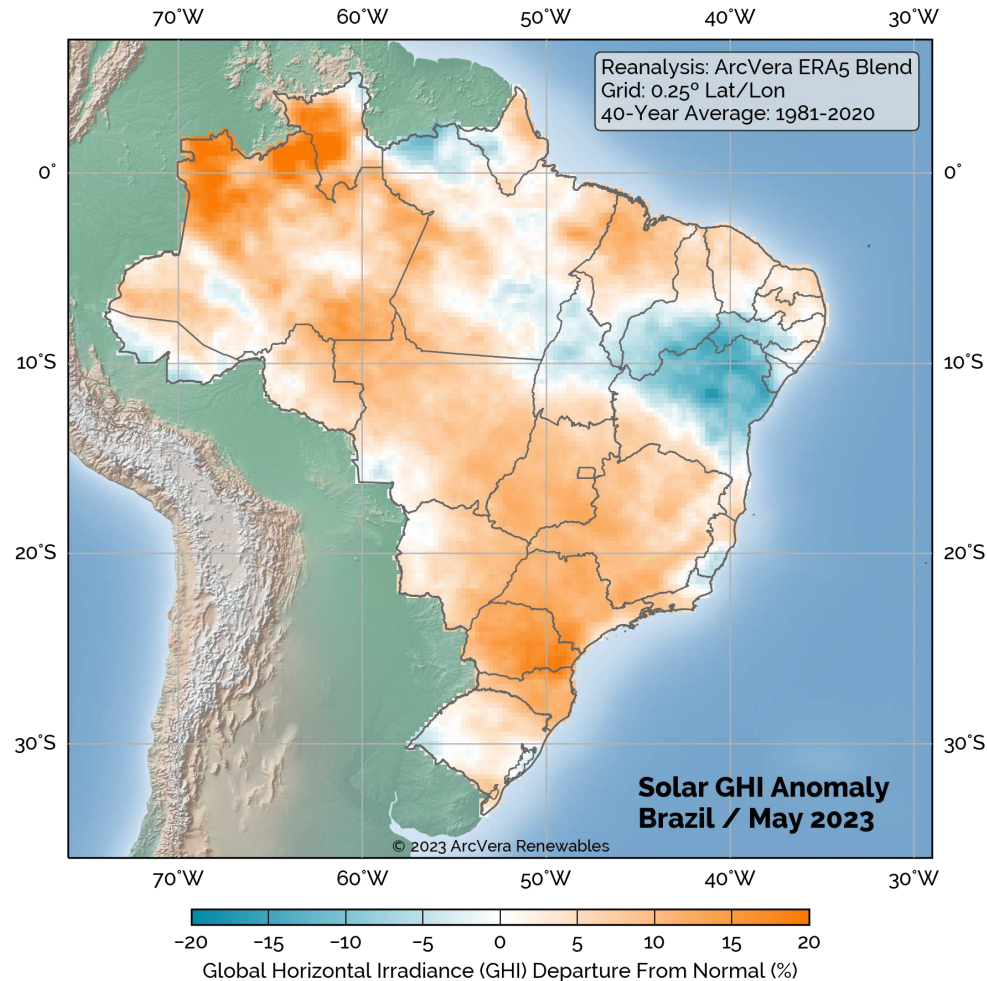 70°W 60°W 50°W 40°W 30°W
Reanalysis: ArcVera ERA5 Blend
Grid: 0.25º Lat/Lon
40-Year Average: 1981-2020
0° 0°
10°S 10°S
20°S 20°S
30°S 30°S
Solar GHI Anomaly
Brazil / May 2023
© 2023 ArcVera Renewables
70°W 60°W 50°W 40°W 30°W
−20 −15 −10 −5 0 5 10 15 20
Global Horizontal Irradiance (GHI) Departure From Normal (%)